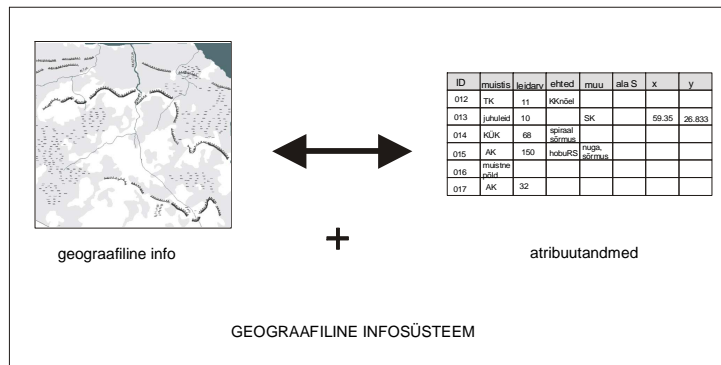 ID muistis leidarv ehted muu ala S x y
012 TK 11 KKnõel
013 juhuleid 10 SK 59.35 26.833
014 KÜK 68 spiraal sõrmus
015 AK 150 hobuRS nuga, sõrmus
016 muistne põld
017 AK 32
geograafiline info
+
atribuutandmed
GEOGRAAFILINE INFOSÜSTEEM